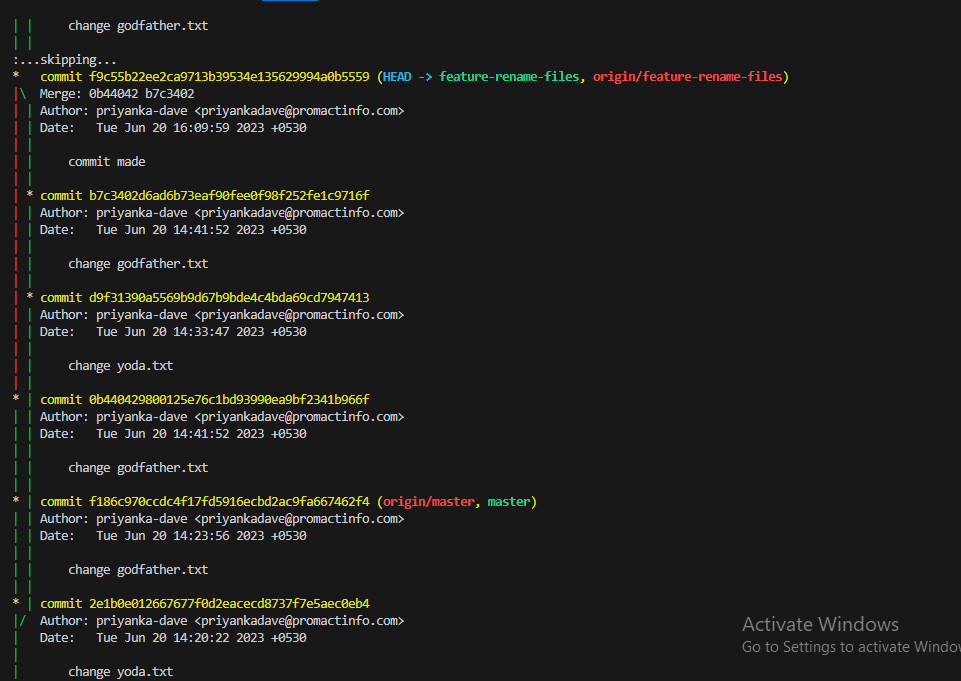 | |     change godfather.txt
| |
:...skipping...
*   commit f9c55b22ee2ca9713b39534e135629994a0b5559 (HEAD -> feature-rename-files, origin/feature-rename-files)
|\  Merge: 0b44042 b7c3402
| | Author: priyanka-dave <priyankadave@promactinfo.com>
| | Date:   Tue Jun 20 16:09:59 2023 +0530
| |
| |     commit made
| |
| * commit b7c3402d6ad6b73eaf90fee0f98f252fe1c9716f
| | Author: priyanka-dave <priyankadave@promactinfo.com>
| | Date:   Tue Jun 20 14:41:52 2023 +0530
| |
| |     change godfather.txt
| |
| * commit d9f31390a5569b9d67b9bde4c4bda69cd7947413
| | Author: priyanka-dave <priyankadave@promactinfo.com>
| | Date:   Tue Jun 20 14:33:47 2023 +0530
| |
| |     change yoda.txt
| |
* | commit 0b440429800125e76c1bd93990ea9bf2341b966f
| | Author: priyanka-dave <priyankadave@promactinfo.com>
| | Date:   Tue Jun 20 14:41:52 2023 +0530
| |
| |     change godfather.txt
| |
* | commit f186c970ccdc4f17fd5916ecbd2ac9fa667462f4 (origin/master, master)
| | Author: priyanka-dave <priyankadave@promactinfo.com>
| | Date:   Tue Jun 20 14:23:56 2023 +0530
| |
| |     change godfather.txt
| |
* | commit 2e1b0e012667677f0d2eacecd8737f7e5aec0eb4
|/  Author: priyanka-dave <priyankadave@promactinfo.com>
|   Date:   Tue Jun 20 14:20:22 2023 +0530
|
|       change yoda.txt
Activate Windows
Go to Settings to activate Windo